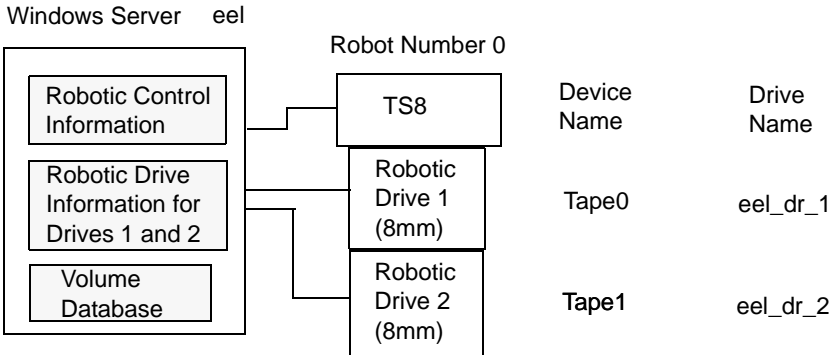 Windows Server eel
Robot Number 0
Robotic Control
Information
TS8
Device
Name
Drive
Name
Robotic Drive
Information for
Drives 1 and 2
Robotic
Drive 1
(8mm)
Tape0
eel_dr_1
Volume
Database
Robotic
Drive 2
(8mm)
Tape1
eel_dr_2